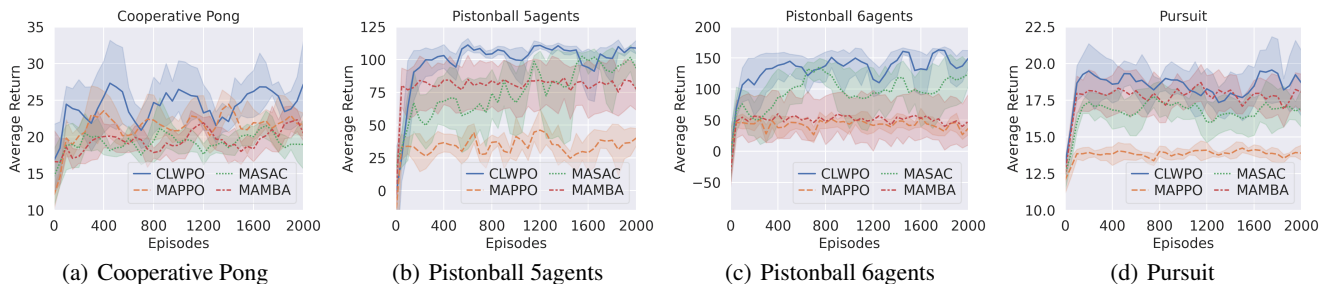 Cooperative Pong
Average Return
35
30
25
20
15
10
0 400 800 1200 1600 2000
Episodes
CLWPO MASAC
MAPPO MAMBA
(a) Cooperative Pong
Pistonball 5agents
Average Return
125
100
75
50
25
0
0 400 800 1200 1600 2000
Episodes
CLWPO MASAC
MAPPO MAMBA
(b) Pistonball 5agents
Pistonball 6agents
Average Return
200
150
100
50
0
−50
0 400 800 1200 1600 2000
Episodes
CLWPO MASAC
MAPPO MAMBA
(c) Pistonball 6agents
Pursuit
Average Return
22.5
20.0
17.5
15.0
12.5
10.0
0 400 800 1200 1600 2000
Episodes
CLWPO MASAC
MAPPO MAMBA
(d) Pursuit